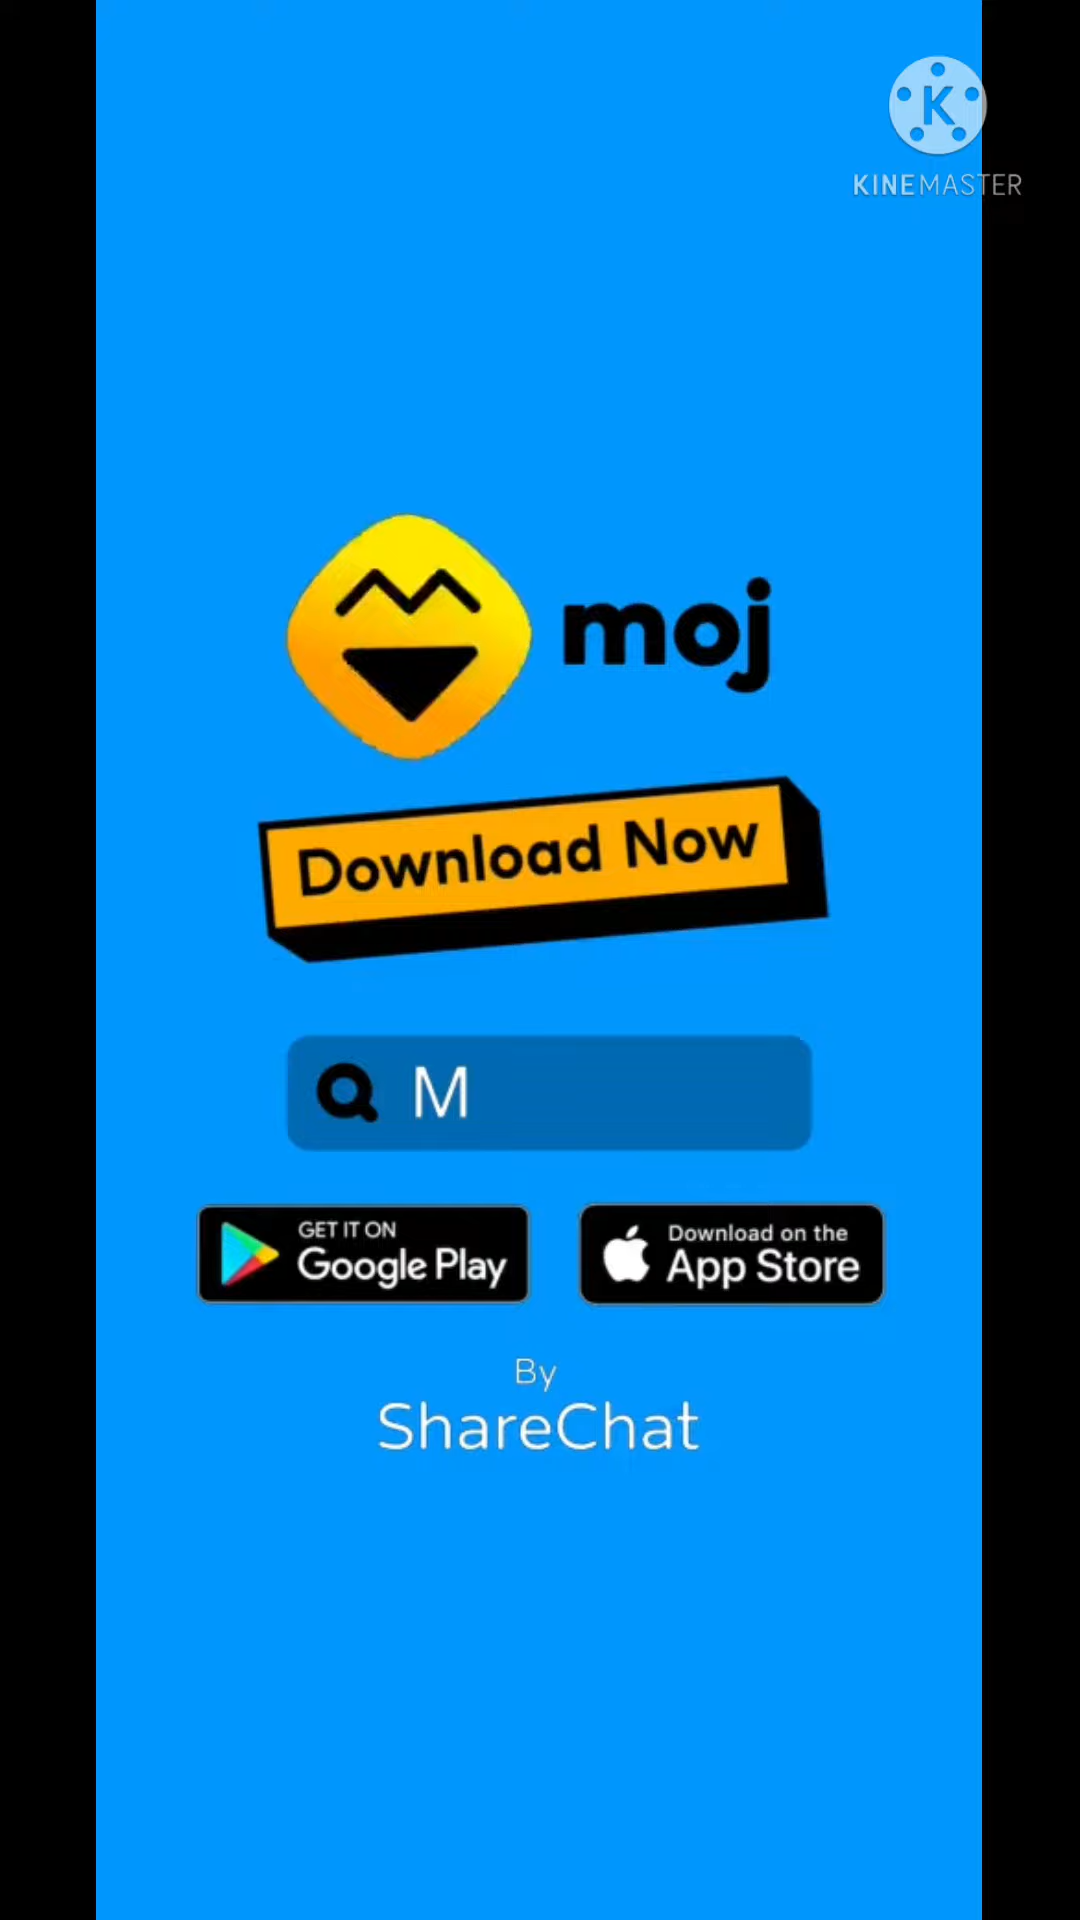 K
KINEMASTER
moj
Download Now
M
GET IT ON
Google Play
Download on the
App Store
By
ShareChat